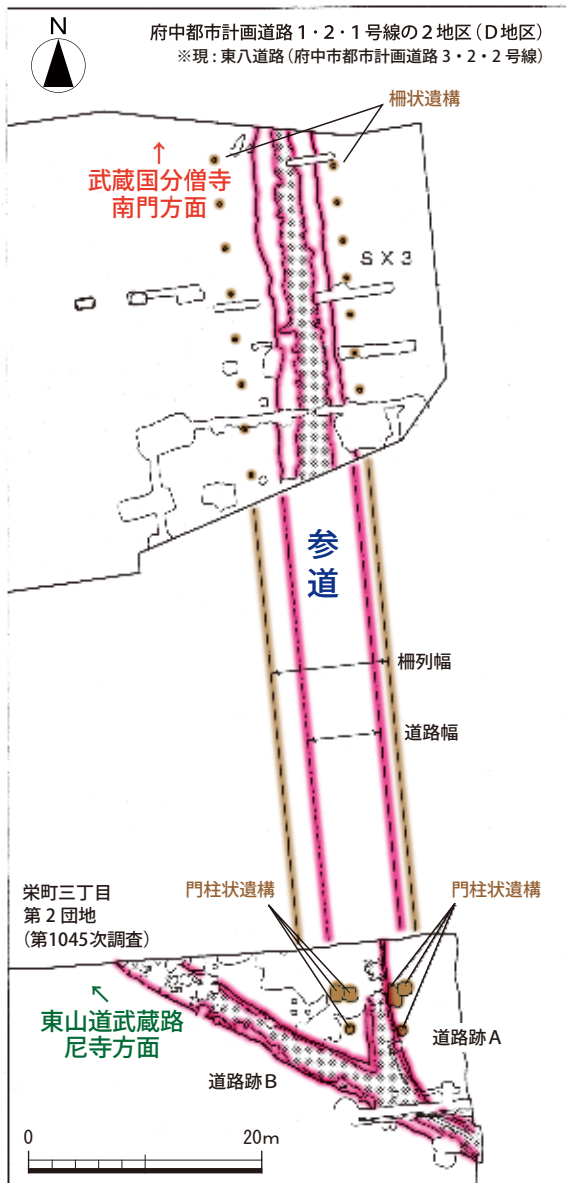 N
府中都市計画道路1・2・1号線の2地区(D地区)
※現:東八道路(府中市都市計画道路3・2・2号線)
柵状遺構
↑
武蔵国分僧寺
南門方面
SX3
参道
柵列幅
道路幅
栄町三丁目
第2団地
(第1045次調査)
門柱状遺構
門柱状遺構
↖
東山道武蔵路
尼寺方面
道路跡A
道路跡B
0 20m